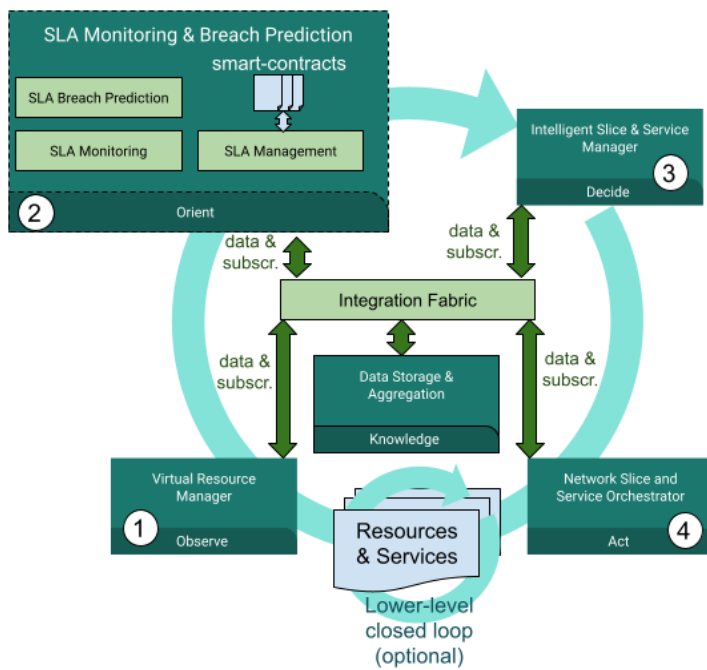 SLA Monitoring & Breach Prediction
smart-contracts
SLA Breach Prediction
SLA Monitoring
SLA Management
2
Orient
Intelligent Slice & Service
Manager
3
Decide
data &
subscr.
data &
subscr.
Integration Fabric
data &
subscr.
data &
subscr.
Data Storage &
Aggregation
Knowledge
Virtual Resource
Manager
1
Observe
Resources
& Services
Network Slice and
Service Orchestrator
4
Act
Lower-level
closed loop
(optional)